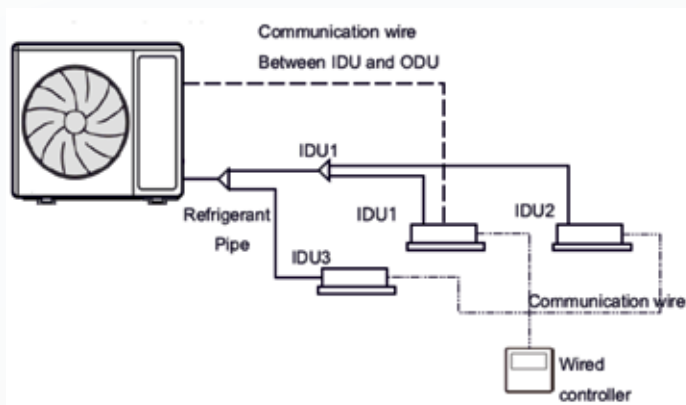 Communication wire
Between IDU and ODU
IDU1
IDU1
IDU2
Refrigerant
Pipe
IDU3
Communication wire
Wired
controller